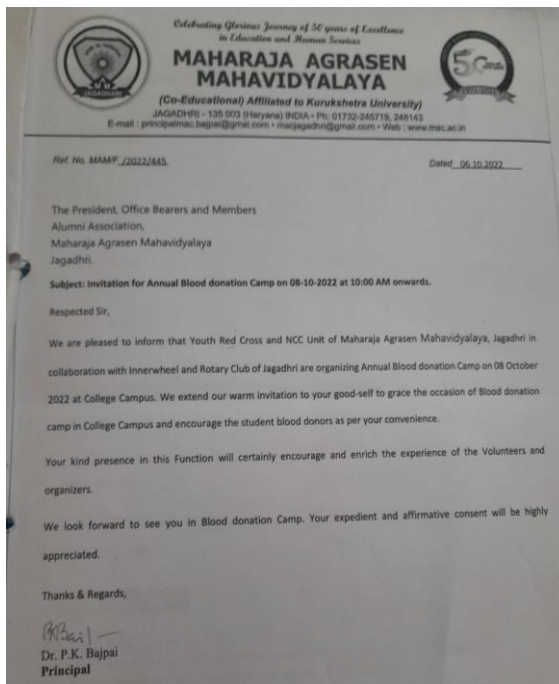 Celebrating Glorious Journey of 50 years of Excellence
in Education and Human Services
MAHARAJA AGRASEN
MAHAVIDYALAYA
(Co-Educational) Affiliated to Kurukshetra University)
JAGADHRI - 135 003 (Haryana) INDIA • Ph: 01732-245719, 248143
E-mail : principalmac.bajpai@gmail.com • macjagadhri@gmail.com • Web : www.mac.ac.in
JAGADHRI
50
Ref. No. MAM/F /2022/445
Dated 06.10.2022
The President, Office Bearers and Members
Alumni Association,
Maharaja Agrasen Mahavidyalaya
Jagadhri.
Subject: Invitation for Annual Blood donation Camp on 08-10-2022 at 10:00 AM onwards.
Respected Sir,
We are pleased to inform that Youth Red Cross and NCC Unit of Maharaja Agrasen Mahavidyalaya, Jagadhri in
collaboration with Innerwheel and Rotary Club of Jagadhri are organizing Annual Blood donation Camp on 08 October
2022 at College Campus. We extend our warm invitation to your good-self to grace the occasion of Blood donation
camp in College Campus and encourage the student blood donors as per your convenience.
Your kind presence in this Function will certainly encourage and enrich the experience of the Volunteers and
organizers.
We look forward to see you in Blood donation Camp. Your expedient and affirmative consent will be highly
appreciated.
Thanks & Regards,
Dr. P.K. Bajpai
Principal